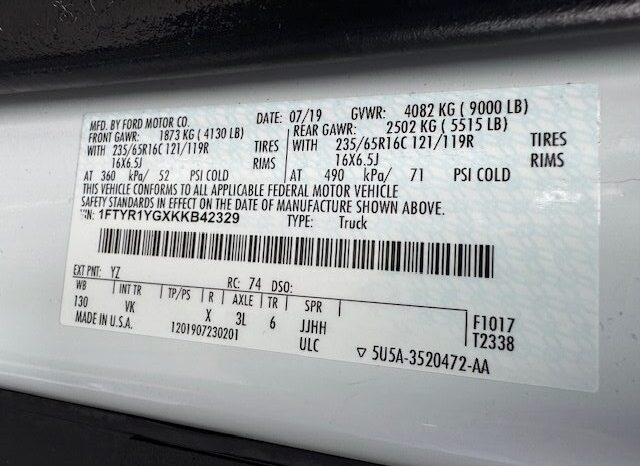 MFD. BY FORD MOTOR CO. DATE: 07/19 GVWR: 4082 KG ( 9000 LB)
FRONT GAWR: 1873 KG ( 4130 LB) REAR GAWR: 2502 KG ( 5515 LB)
WITH 235/65R16C 121/119R TIRES WITH 235/65R16C 121/119R TIRES
16X6.5J RIMS 16X6.5J RIMS
AT 360 kPa/ 52 PSI COLD AT 490 kPa/ 71 PSI COLD
THIS VEHICLE CONFORMS TO ALL APPLICABLE FEDERAL MOTOR VEHICLE
SAFETY STANDARDS IN EFFECT ON THE DATE OF MANUFACTURE SHOWN ABOVE.
VIN: 1FTYR1YGXKKB42329 TYPE: Truck
EXT PNT: YZ RC: 74 DSO:
WB INT TR TP/PS R AXLE TR SPR
130 VK X 3L 6 JJHH F1017
MADE IN U.S.A. 1201907230201 ULC T2338
▽ 5U5A-3520472-AA